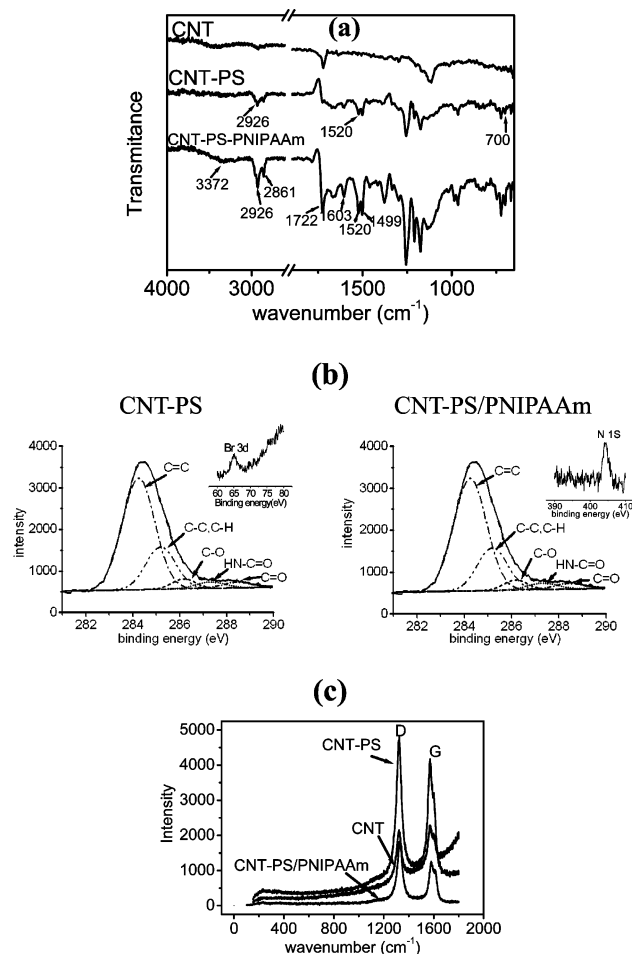 (a)
CNT
CNT-PS
2926
1520
700
CNT-PS-PNIPAAm
3372
2926
2861
1722
1603
1520
1499
Transmitance
4000 3000 1500 1000
wavenumber (cm-1)
(b)
CNT-PS
4000
3000
2000
1000
0
intensity
C=C
C-C,C-H
C-O
HN-C=O
C=O
Br 3d
60 65 70 75 80
Binding energy(eV)
282 284 286 288 290
binding energy (eV)
CNT-PS/PNIPAAm
4000
3000
2000
1000
0
intensity
C=C
C-C,C-H
C-O
HN-C=O
C=O
N 1S
390 400 410
binding energy (eV)
282 284 286 288 290
binding energy (eV)
(c)
5000
4000
3000
2000
1000
0
Intensity
CNT-PS
D
G
CNT
CNT-PS/PNIPAAm
0 400 800 1200 1600 2000
wavenumber (cm-1)